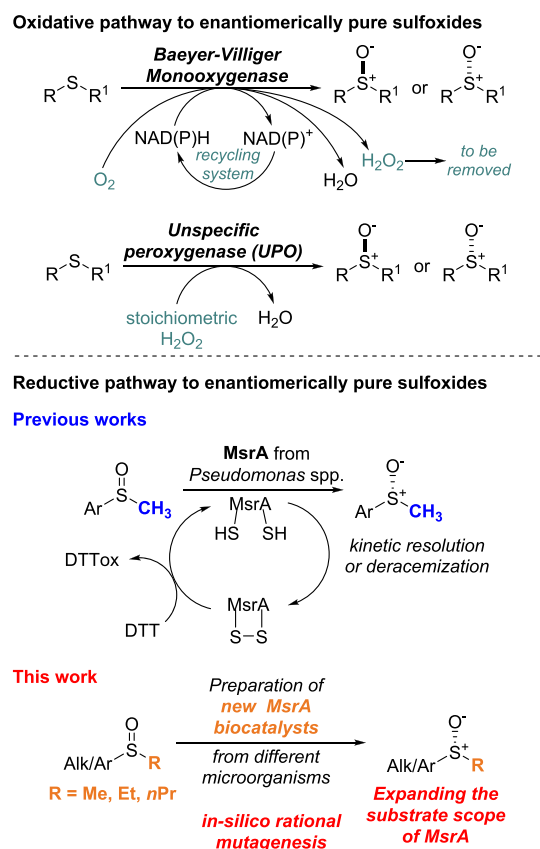 Oxidative pathway to enantiomerically pure sulfoxides
Baeyer-Villiger
Monooxygenase
R S R¹
O⁻
R S⁺ R¹
or
O⁻
R S⁺ R¹
NAD(P)H
NAD(P)⁺
recycling
system
O₂
H₂O
H₂O₂
to be
removed
Unspecific
peroxygenase (UPO)
R S R¹
O⁻
R S⁺ R¹
or
O⁻
R S⁺ R¹
stoichiometric
H₂O₂
H₂O
Reductive pathway to enantiomerically pure sulfoxides
Previous works
MsrA from
Pseudomonas spp.
O
Ar S CH₃
MsrA
HS SH
O⁻
Ar S⁺ CH₃
kinetic resolution
or deracemization
DTTox
DTT
MsrA
S–S
This work
Preparation of
new MsrA
biocatalysts
from different
microorganisms
O
Alk/Ar S R
R = Me, Et, nPr
O⁻
Alk/Ar S⁺ R
in-silico rational
mutagenesis
Expanding the
substrate scope
of MsrA